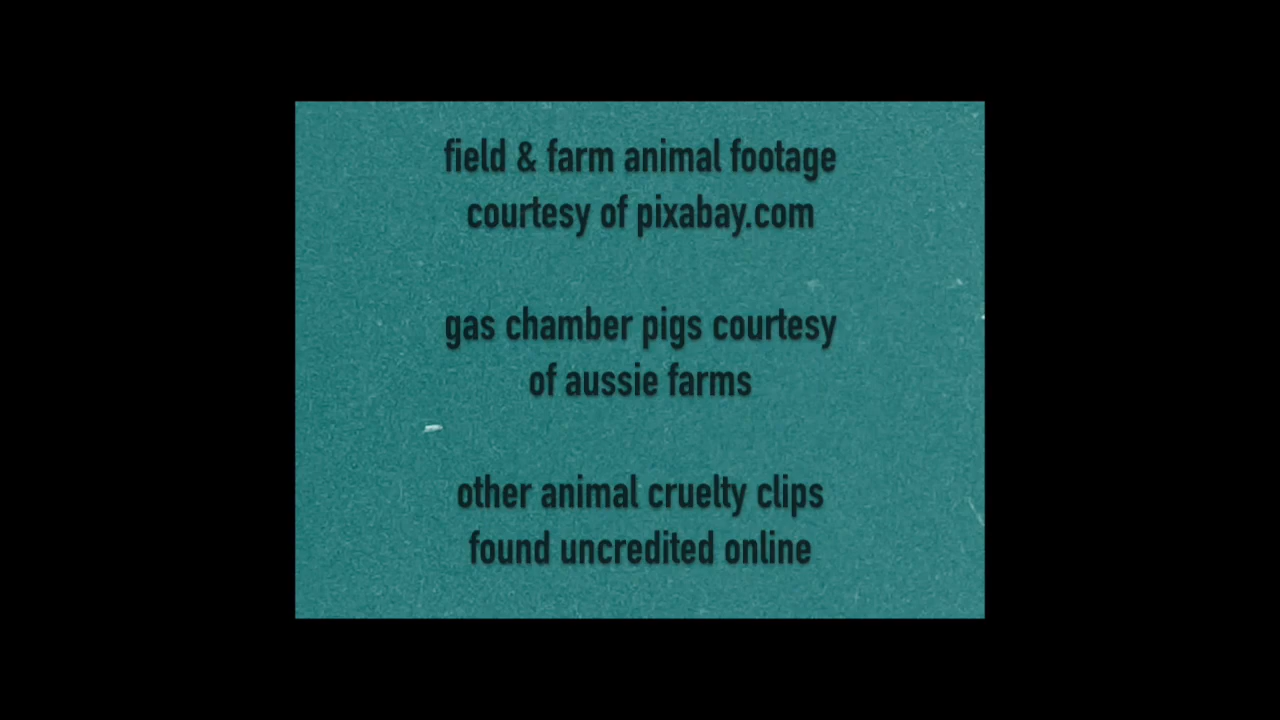 field & farm animal footage
courtesy of pixabay.com
gas chamber pigs courtesy
of aussie farms
other animal cruelty clips
found uncredited online